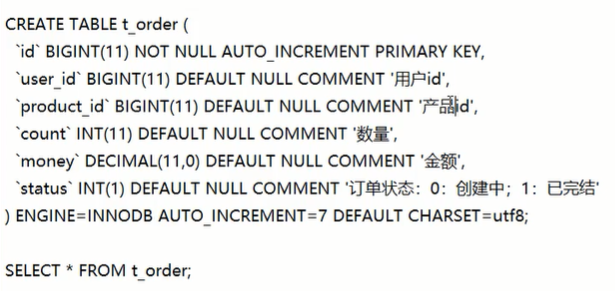 CREATE TABLE t_order (
`id` BIGINT(11) NOT NULL AUTO_INCREMENT PRIMARY KEY,
`user_id` BIGINT(11) DEFAULT NULL COMMENT '用户id',
`product_id` BIGINT(11) DEFAULT NULL COMMENT '产品id',
`count` INT(11) DEFAULT NULL COMMENT '数量',
`money` DECIMAL(11,0) DEFAULT NULL COMMENT '金额',
`status` INT(1) DEFAULT NULL COMMENT '订单状态：0：创建中；1：已完结'
) ENGINE=INNODB AUTO_INCREMENT=7 DEFAULT CHARSET=utf8;
SELECT * FROM t_order;